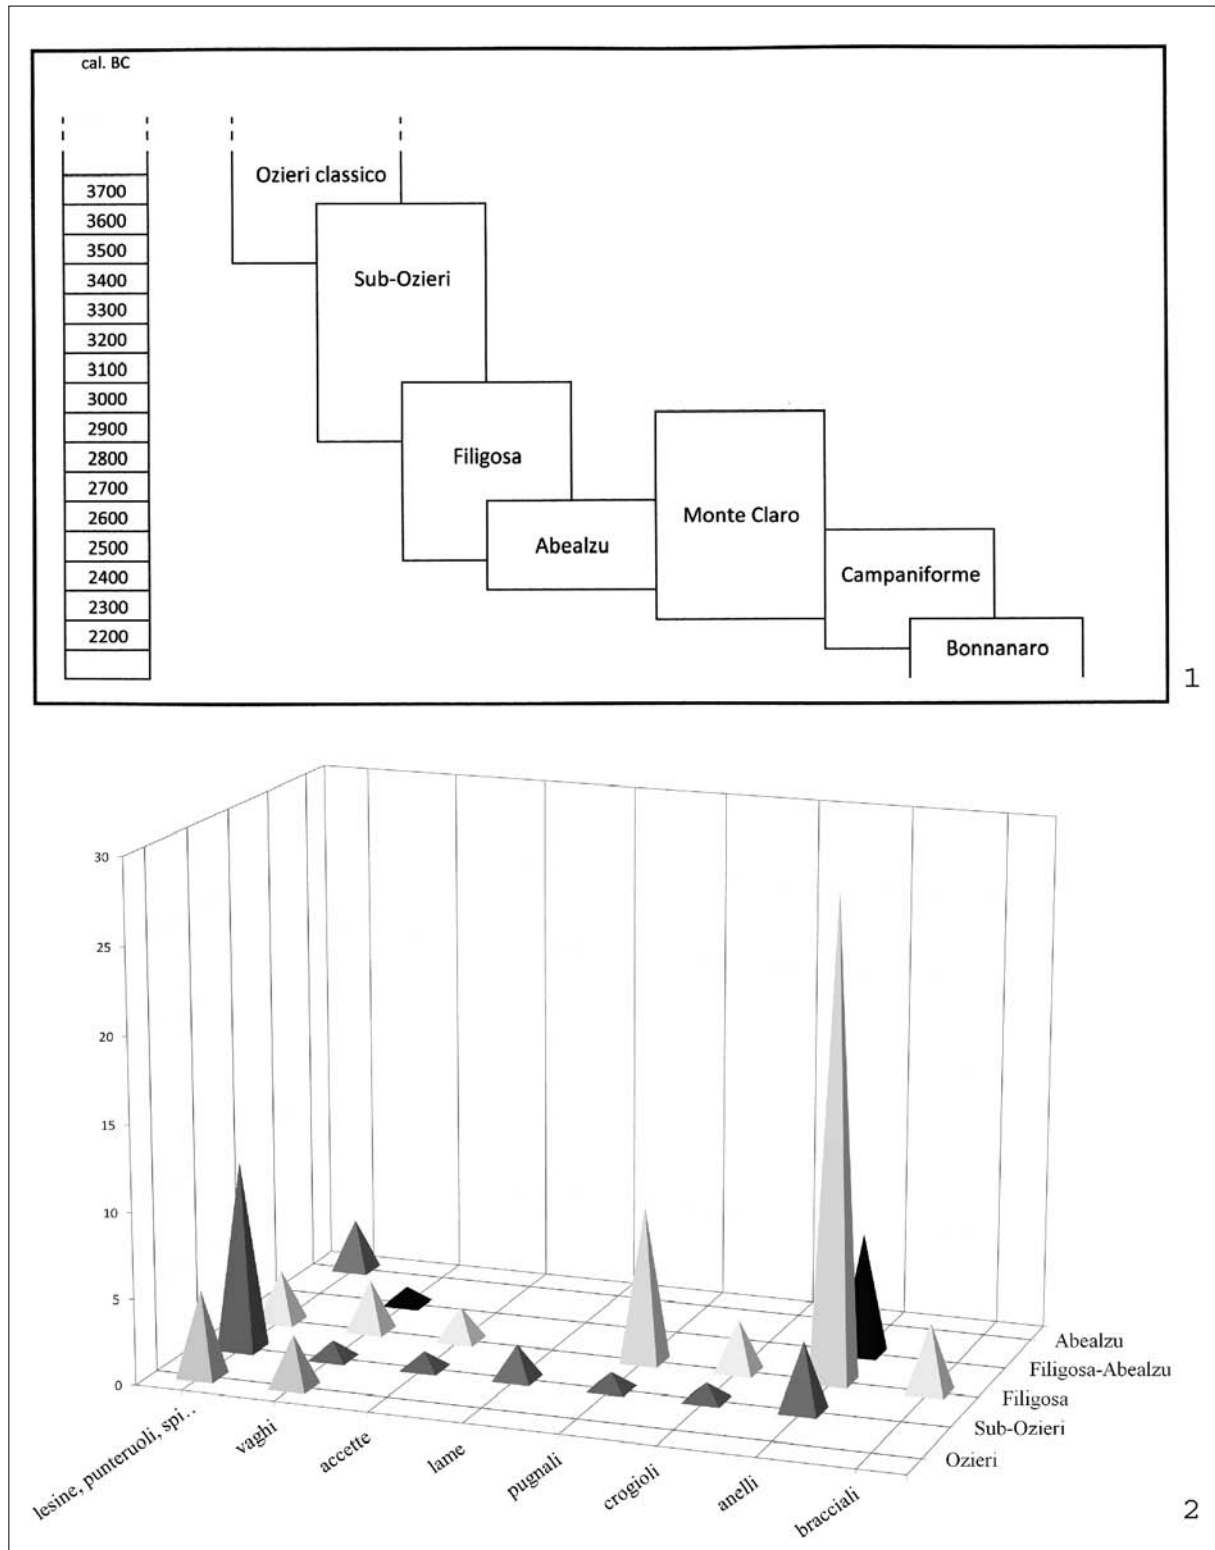 cal. BC
3700
3600
3500
3400
3300
3200
3100
3000
2900
2800
2700
2600
2500
2400
2300
2200
Ozieri classico
Sub-Ozieri
Filigosa
Abealzu
Monte Claro
Campaniforme
Bonnanaro
1
30
25
20
15
10
5
0
lesine, punteruoli, spi...
vaghi
accette
lame
pugnali
crogioli
anelli
bracciali
Abealzu
Filigosa-Abealzu
Filigosa
Sub-Ozieri
Ozieri
2